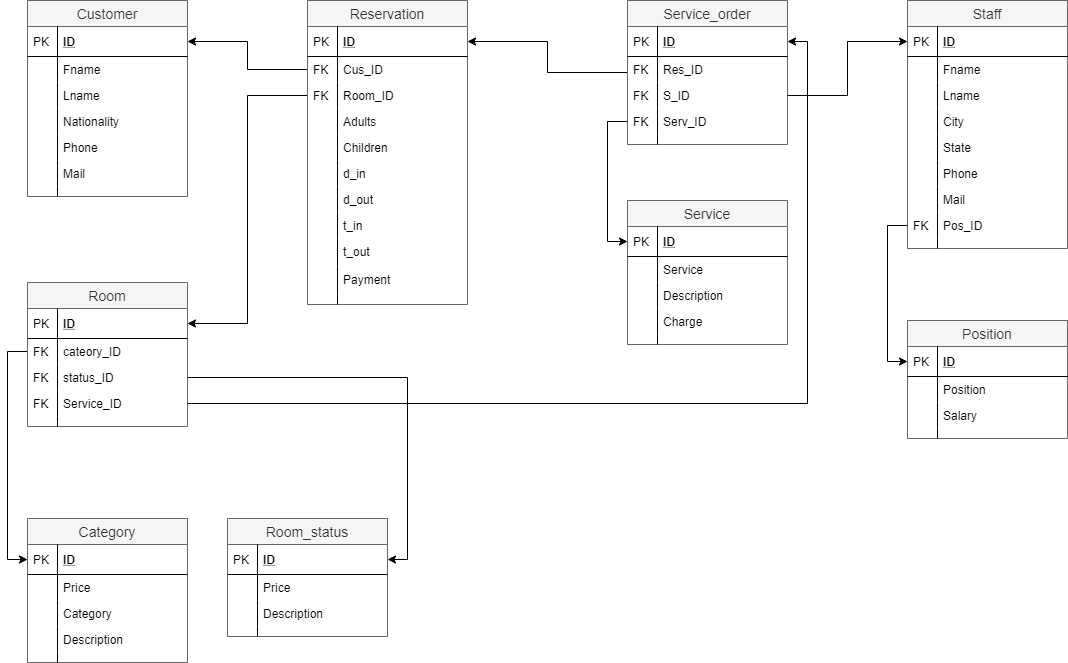 Customer
PK ID
Fname
Lname
Nationality
Phone
Mail
Reservation
PK ID
FK Cus_ID
FK Room_ID
Adults
Children
d_in
d_out
t_in
t_out
Payment
Service_order
PK ID
FK Res_ID
FK S_ID
FK Serv_ID
Staff
PK ID
Fname
Lname
City
State
Phone
Mail
FK Pos_ID
Service
PK ID
Service
Description
Charge
Room
PK ID
FK cateory_ID
FK status_ID
FK Service_ID
Position
PK ID
Position
Salary
Category
PK ID
Price
Category
Description
Room_status
PK ID
Price
Description